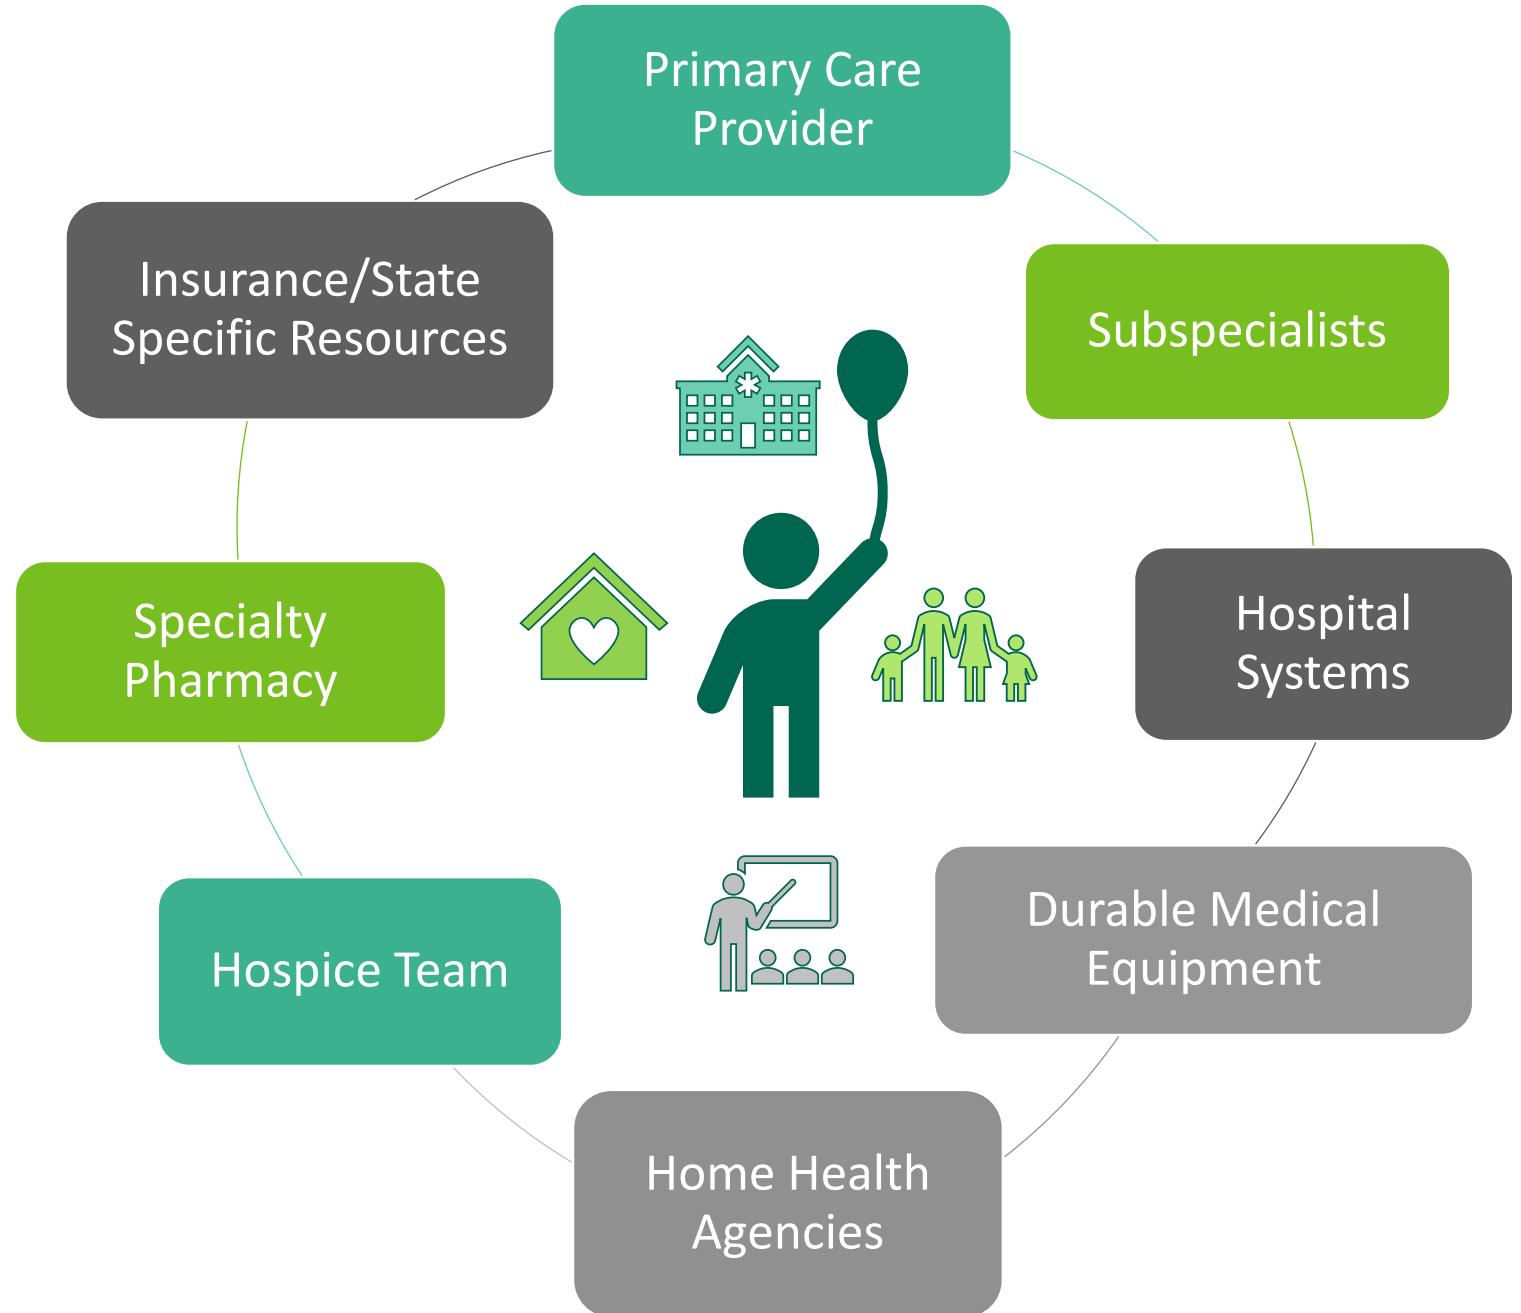 Primary Care
Provider
Subspecialists
Hospital
Systems
Durable Medical
Equipment
Home Health
Agencies
Hospice Team
Specialty
Pharmacy
Insurance/State
Specific Resources